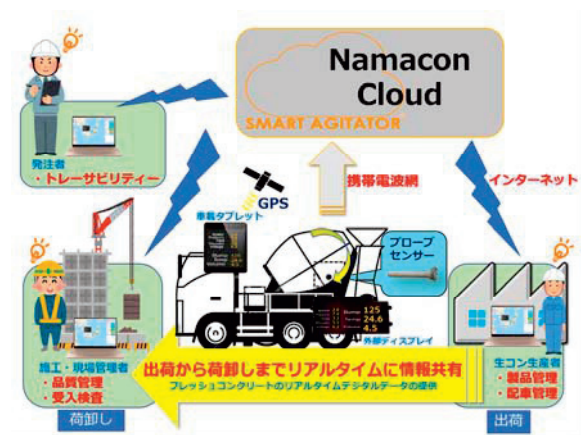 Namacon
Cloud
SMART AGITATOR
発注者
・トレーサビリティー
携帯電波網
インターネット
GPS
車載タブレット
プローブ
センサー
Slump 125
24.6
4.5
外部ディスプレイ
施工・現場管理者
・品質管理
・受入検査
荷卸し
出荷から荷卸しまでリアルタイムに情報共有
フレッシュコンクリートのリアルタイムデジタルデータの提供
生コン生産者
・製品管理
・配車管理
出荷